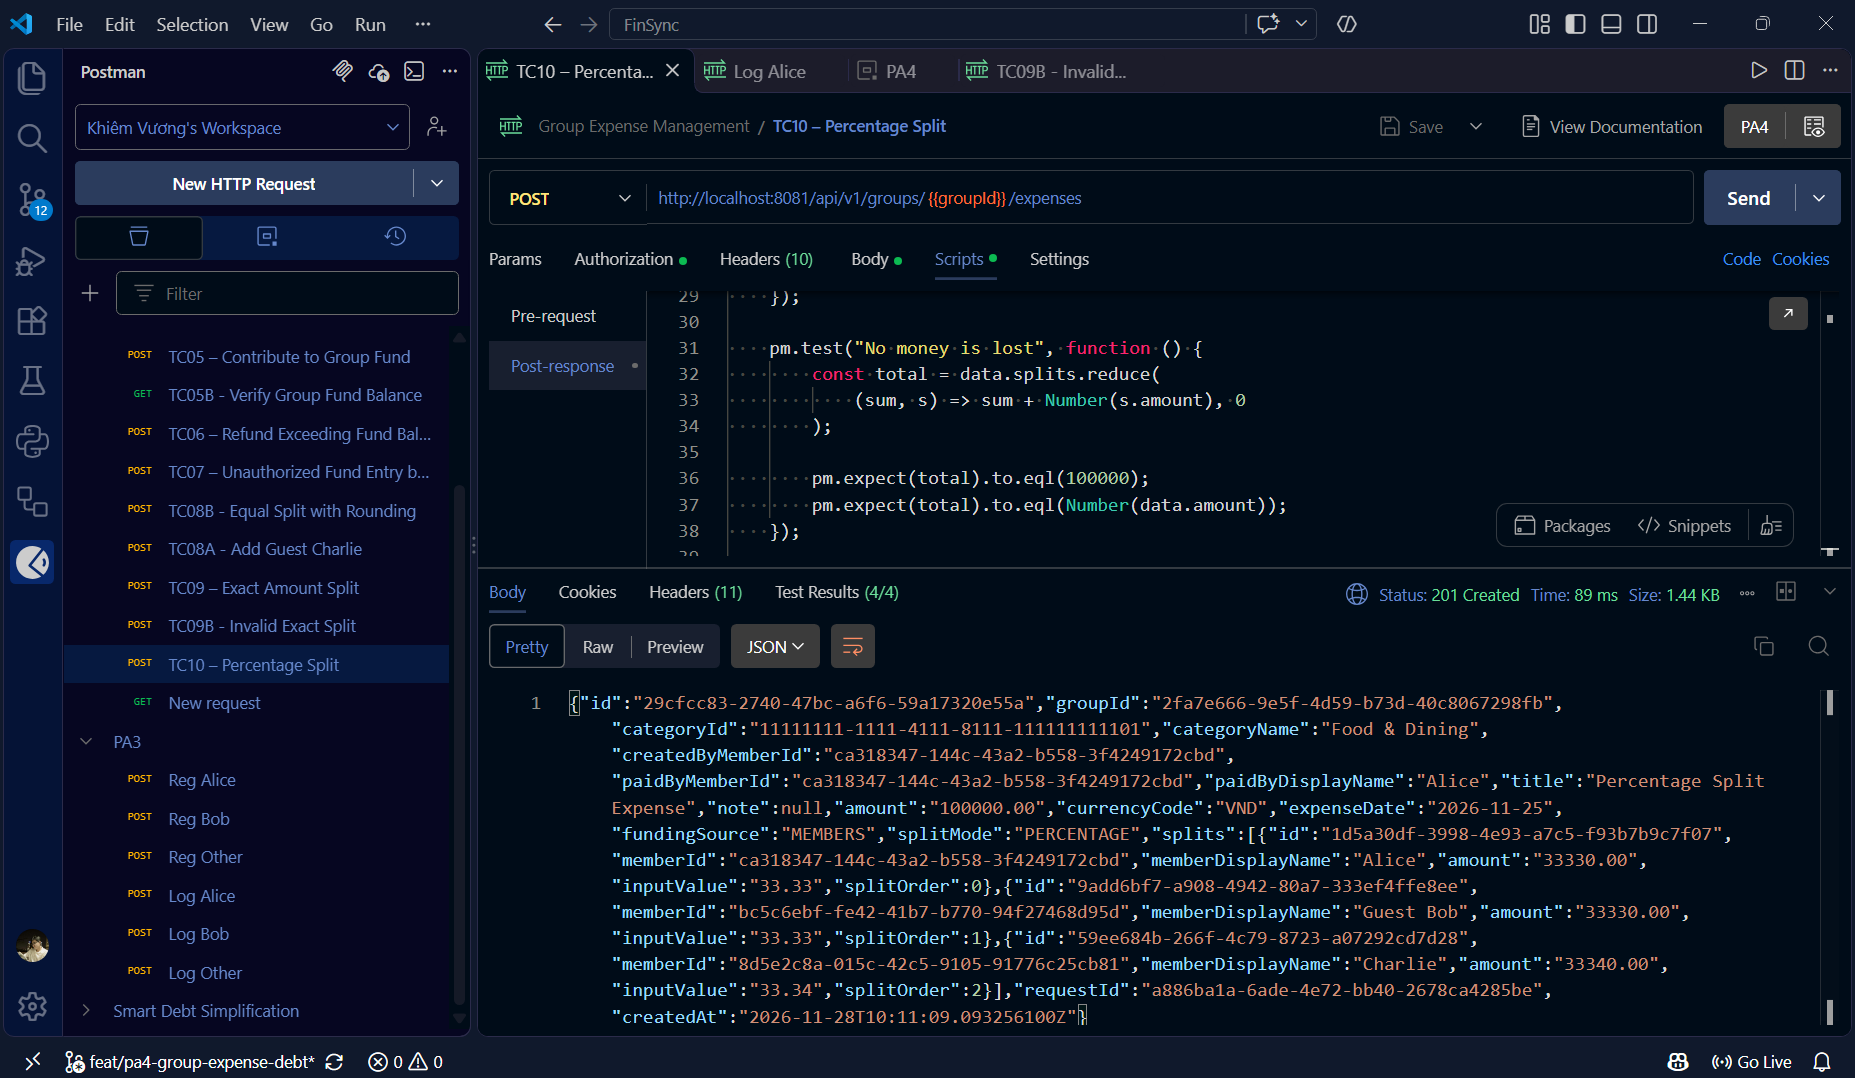 File Edit Selection View Go Run ···
FinSync
Postman
TC10 – Percenta...
Log Alice
PA4
TC09B - Invalid...
Khiêm Vương's Workspace
Group Expense Management / TC10 – Percentage Split
Save
View Documentation
PA4
New HTTP Request
POST
http://localhost:8081/api/v1/groups/{{groupId}}/expenses
Send
12
Params Authorization Headers (10) Body Scripts Settings
Code Cookies
Filter
Pre-request
Post-response
29 ····});
30
31 ····pm.test("No·money·is·lost",·function·()·{
32 ········const·total·=·data.splits.reduce(
33 ············(sum,·s)·=>·sum·+·Number(s.amount),·0
34 ········);
35
36 ········pm.expect(total).to.eql(100000);
37 ········pm.expect(total).to.eql(Number(data.amount));
38 ····});
39
Packages
</> Snippets
POST TC05 – Contribute to Group Fund
GET TC05B - Verify Group Fund Balance
POST TC06 – Refund Exceeding Fund Bal...
POST TC07 – Unauthorized Fund Entry b...
POST TC08B - Equal Split with Rounding
POST TC08A - Add Guest Charlie
POST TC09 – Exact Amount Split
POST TC09B - Invalid Exact Split
POST TC10 – Percentage Split
GET New request
PA3
POST Reg Alice
POST Reg Bob
POST Reg Other
POST Log Alice
POST Log Bob
POST Log Other
Smart Debt Simplification
Body Cookies Headers (11) Test Results (4/4)
Status: 201 Created Time: 89 ms Size: 1.44 KB
Pretty Raw Preview JSON
1 {"id":"29cfcc83-2740-47bc-a6f6-59a17320e55a","groupId":"2fa7e666-9e5f-4d59-b73d-40c8067298fb",
"categoryId":"11111111-1111-4111-8111-111111111101","categoryName":"Food & Dining",
"createdByMemberId":"ca318347-144c-43a2-b558-3f4249172cbd",
"paidByMemberId":"ca318347-144c-43a2-b558-3f4249172cbd","paidByDisplayName":"Alice","title":"Percentage Split
Expense","note":null,"amount":"100000.00","currencyCode":"VND","expenseDate":"2026-11-25",
"fundingSource":"MEMBERS","splitMode":"PERCENTAGE","splits":[{"id":"1d5a30df-3998-4e93-a7c5-f93b7b9c7f07",
"memberId":"ca318347-144c-43a2-b558-3f4249172cbd","memberDisplayName":"Alice","amount":"33330.00",
"inputValue":"33.33","splitOrder":0},{"id":"9add6bf7-a908-4942-80a7-333ef4ffe8ee",
"memberId":"bc5c6ebf-fe42-41b7-b770-94f27468d95d","memberDisplayName":"Guest Bob","amount":"33330.00",
"inputValue":"33.33","splitOrder":1},{"id":"59ee684b-266f-4c79-8723-a07292cd7d28",
"memberId":"8d5e2c8a-015c-42c5-9105-91776c25cb81","memberDisplayName":"Charlie","amount":"33340.00",
"inputValue":"33.34","splitOrder":2}],"requestId":"a886ba1a-6ade-4e72-bb40-2678ca4285be",
"createdAt":"2026-11-28T10:11:09.093256100Z"}
feat/pa4-group-expense-debt*
0 0
Go Live